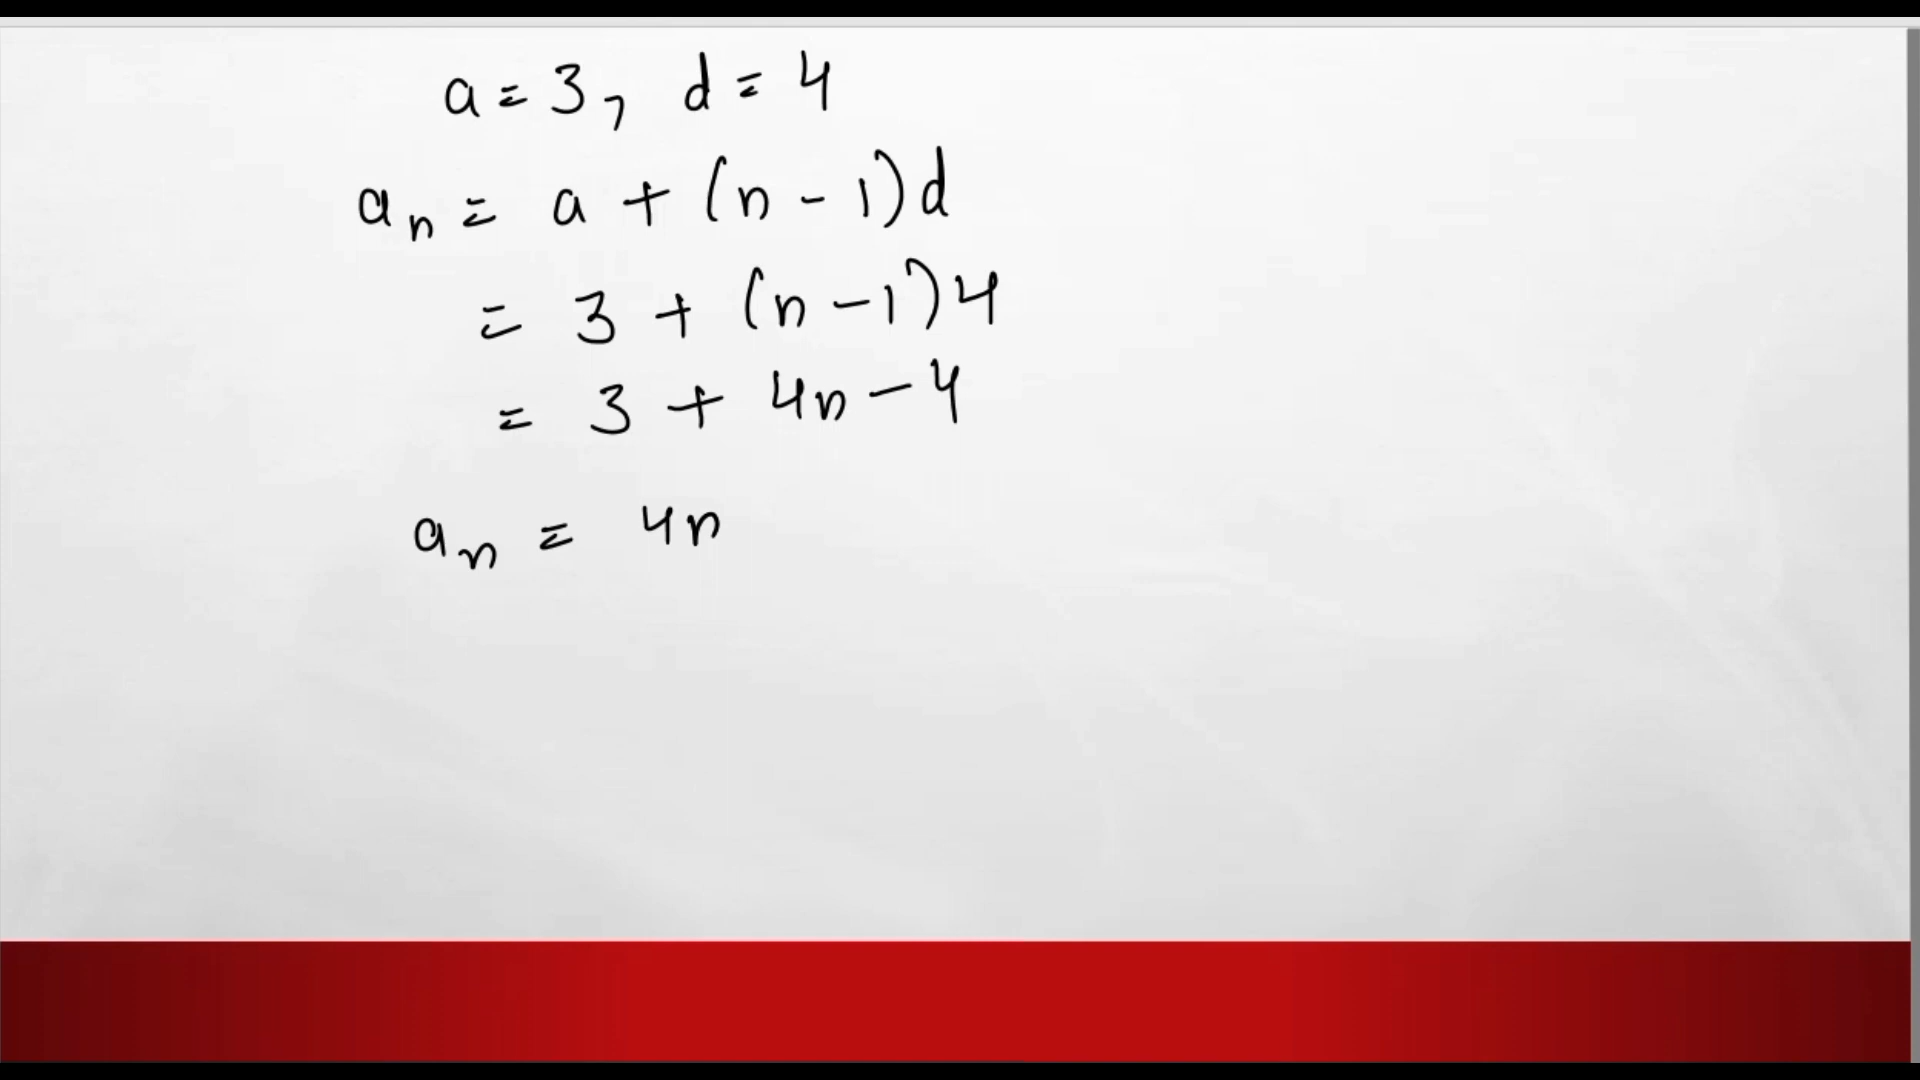 a = 3, d = 4
aₙ = a + (n - 1)d
= 3 + (n - 1)4
= 3 + 4n - 4
aₙ = 4n